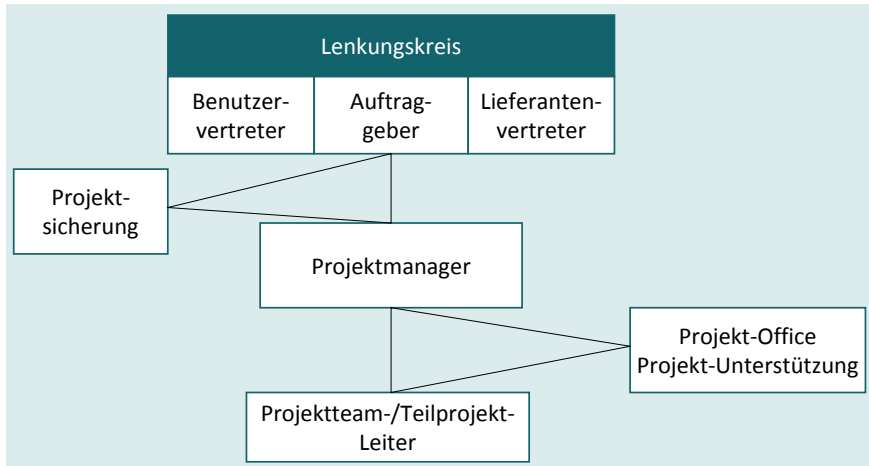 Lenkungskreis
Benutzer-
vertreter
Auftrag-
geber
Lieferanten-
vertreter
Projekt-
sicherung
Projektmanager
Projekt-Office
Projekt-Unterstützung
Projektteam-/Teilprojekt-
Leiter